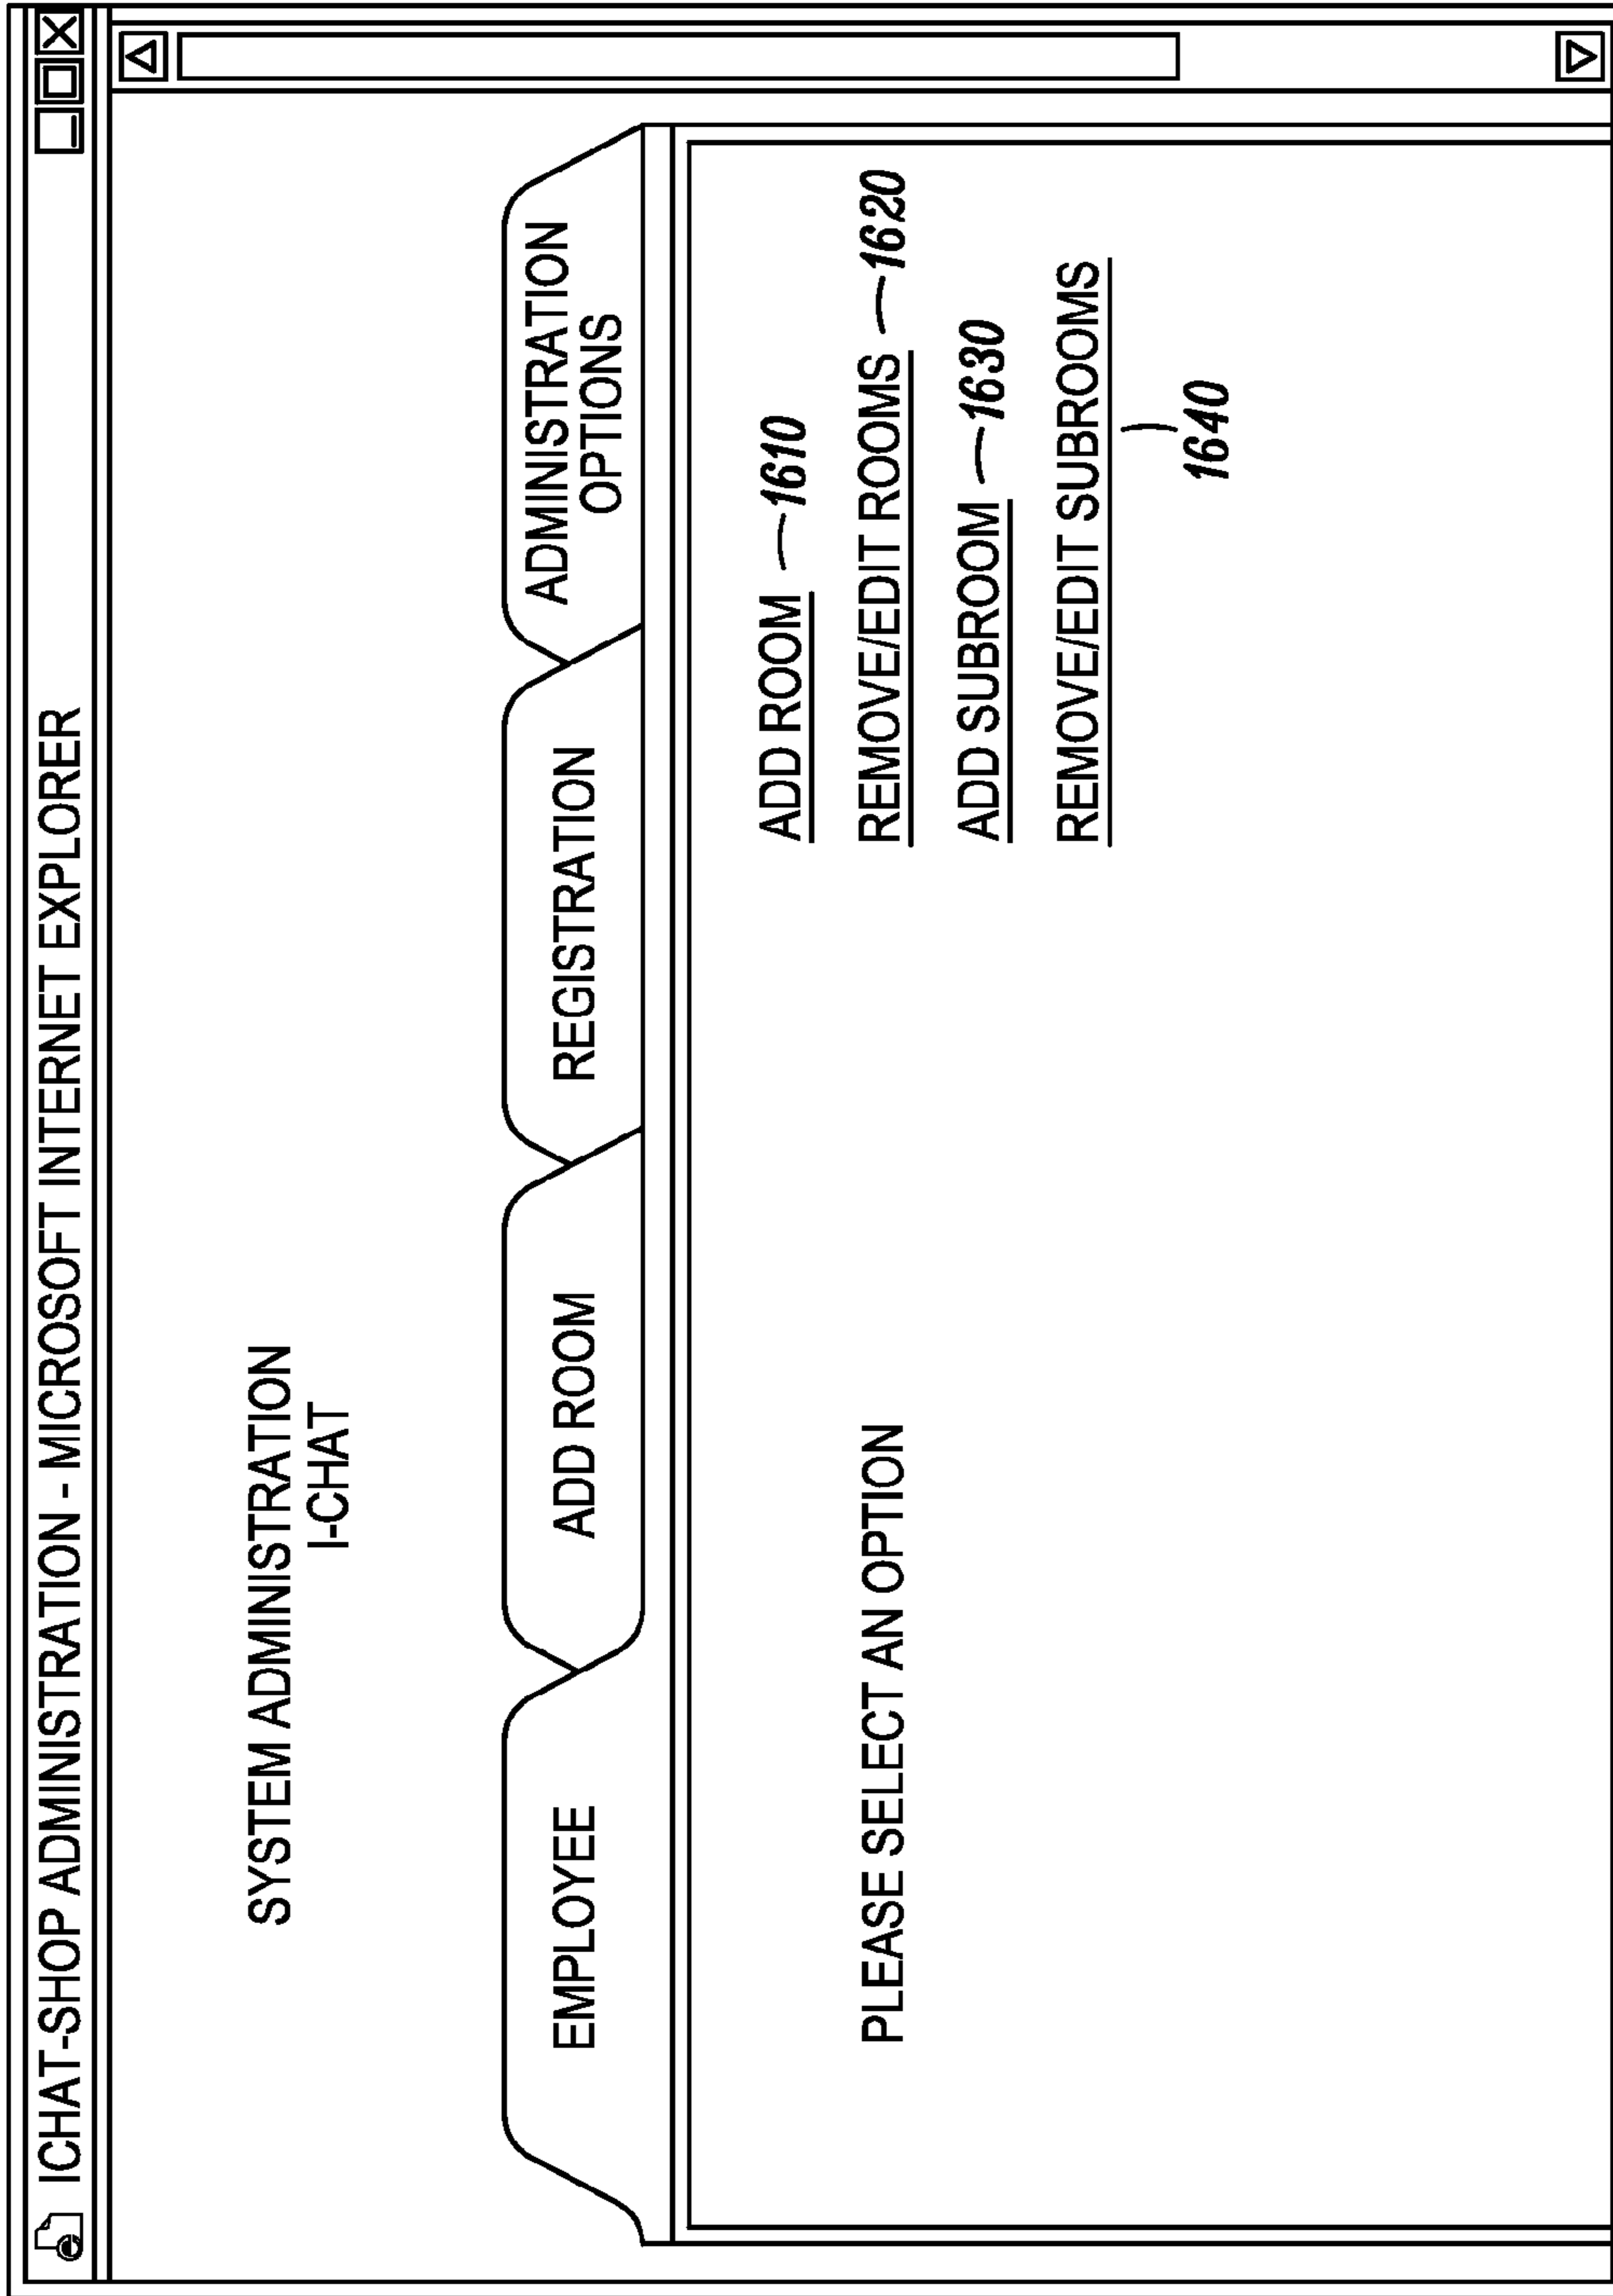 ICHAT-SHOP ADMINISTRATION - MICROSOFT INTERNET EXPLORER
SYSTEM ADMINISTRATION
I-CHAT
EMPLOYEE
ADD ROOM
REGISTRATION
ADMINISTRATION
OPTIONS
PLEASE SELECT AN OPTION
ADD ROOM 1610
REMOVE/EDIT ROOMS 1620
ADD SUBROOM 1630
REMOVE/EDIT SUBROOMS
1640